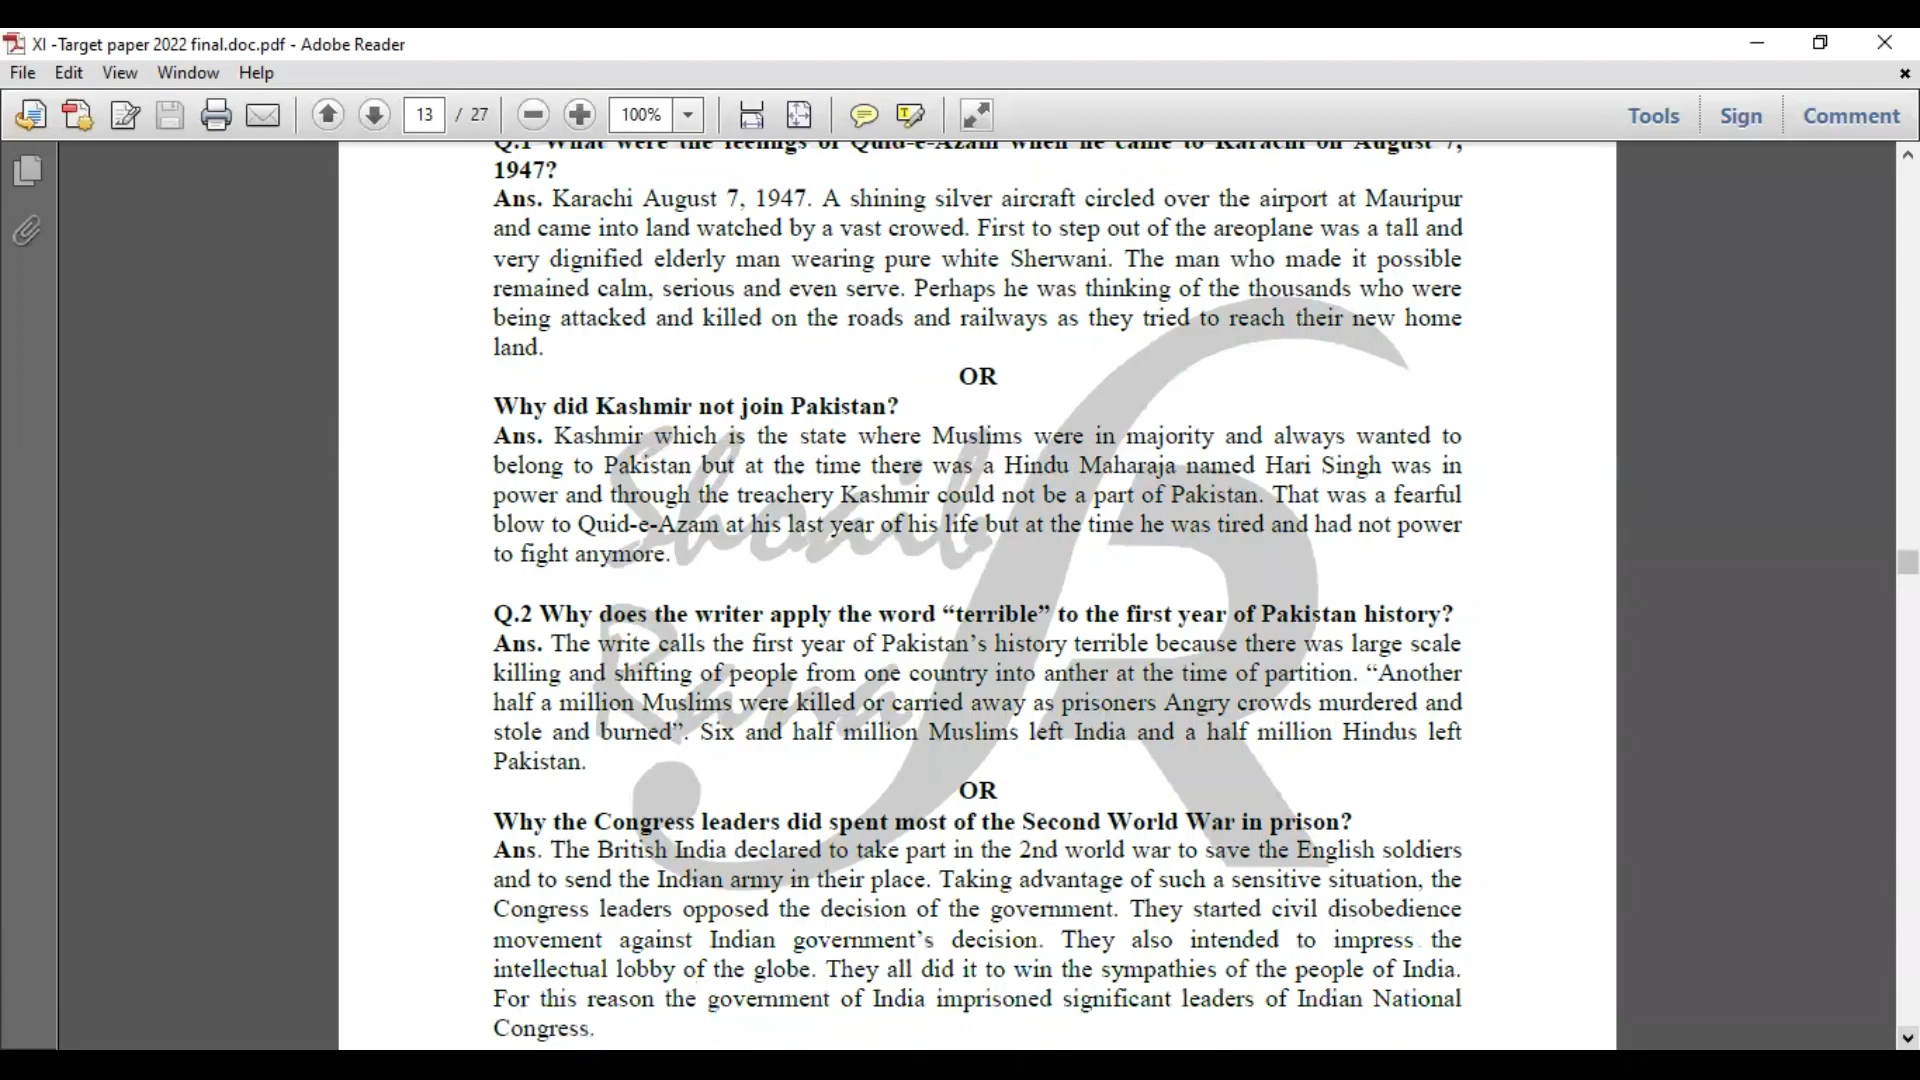 XI -Target paper 2022 final.doc.pdf - Adobe Reader
File Edit View Window Help
13 / 27 100% Tools Sign Comment
Q.1 What were the feelings of Quid-e-Azam when he came to Karachi on August 7,
1947?
Ans. Karachi August 7, 1947. A shining silver aircraft circled over the airport at Mauripur
and came into land watched by a vast crowed. First to step out of the areoplane was a tall and
very dignified elderly man wearing pure white Sherwani. The man who made it possible
remained calm, serious and even serve. Perhaps he was thinking of the thousands who were
being attacked and killed on the roads and railways as they tried to reach their new home
land.
OR
Why did Kashmir not join Pakistan?
Ans. Kashmir which is the state where Muslims were in majority and always wanted to
belong to Pakistan but at the time there was a Hindu Maharaja named Hari Singh was in
power and through the treachery Kashmir could not be a part of Pakistan. That was a fearful
blow to Quid-e-Azam at his last year of his life but at the time he was tired and had not power
to fight anymore.
Q.2 Why does the writer apply the word “terrible” to the first year of Pakistan history?
Ans. The write calls the first year of Pakistan’s history terrible because there was large scale
killing and shifting of people from one country into anther at the time of partition. “Another
half a million Muslims were killed or carried away as prisoners Angry crowds murdered and
stole and burned”. Six and half million Muslims left India and a half million Hindus left
Pakistan.
OR
Why the Congress leaders did spent most of the Second World War in prison?
Ans. The British India declared to take part in the 2nd world war to save the English soldiers
and to send the Indian army in their place. Taking advantage of such a sensitive situation, the
Congress leaders opposed the decision of the government. They started civil disobedience
movement against Indian government’s decision. They also intended to impress the
intellectual lobby of the globe. They all did it to win the sympathies of the people of India.
For this reason the government of India imprisoned significant leaders of Indian National
Congress.
Shoaib
Rana